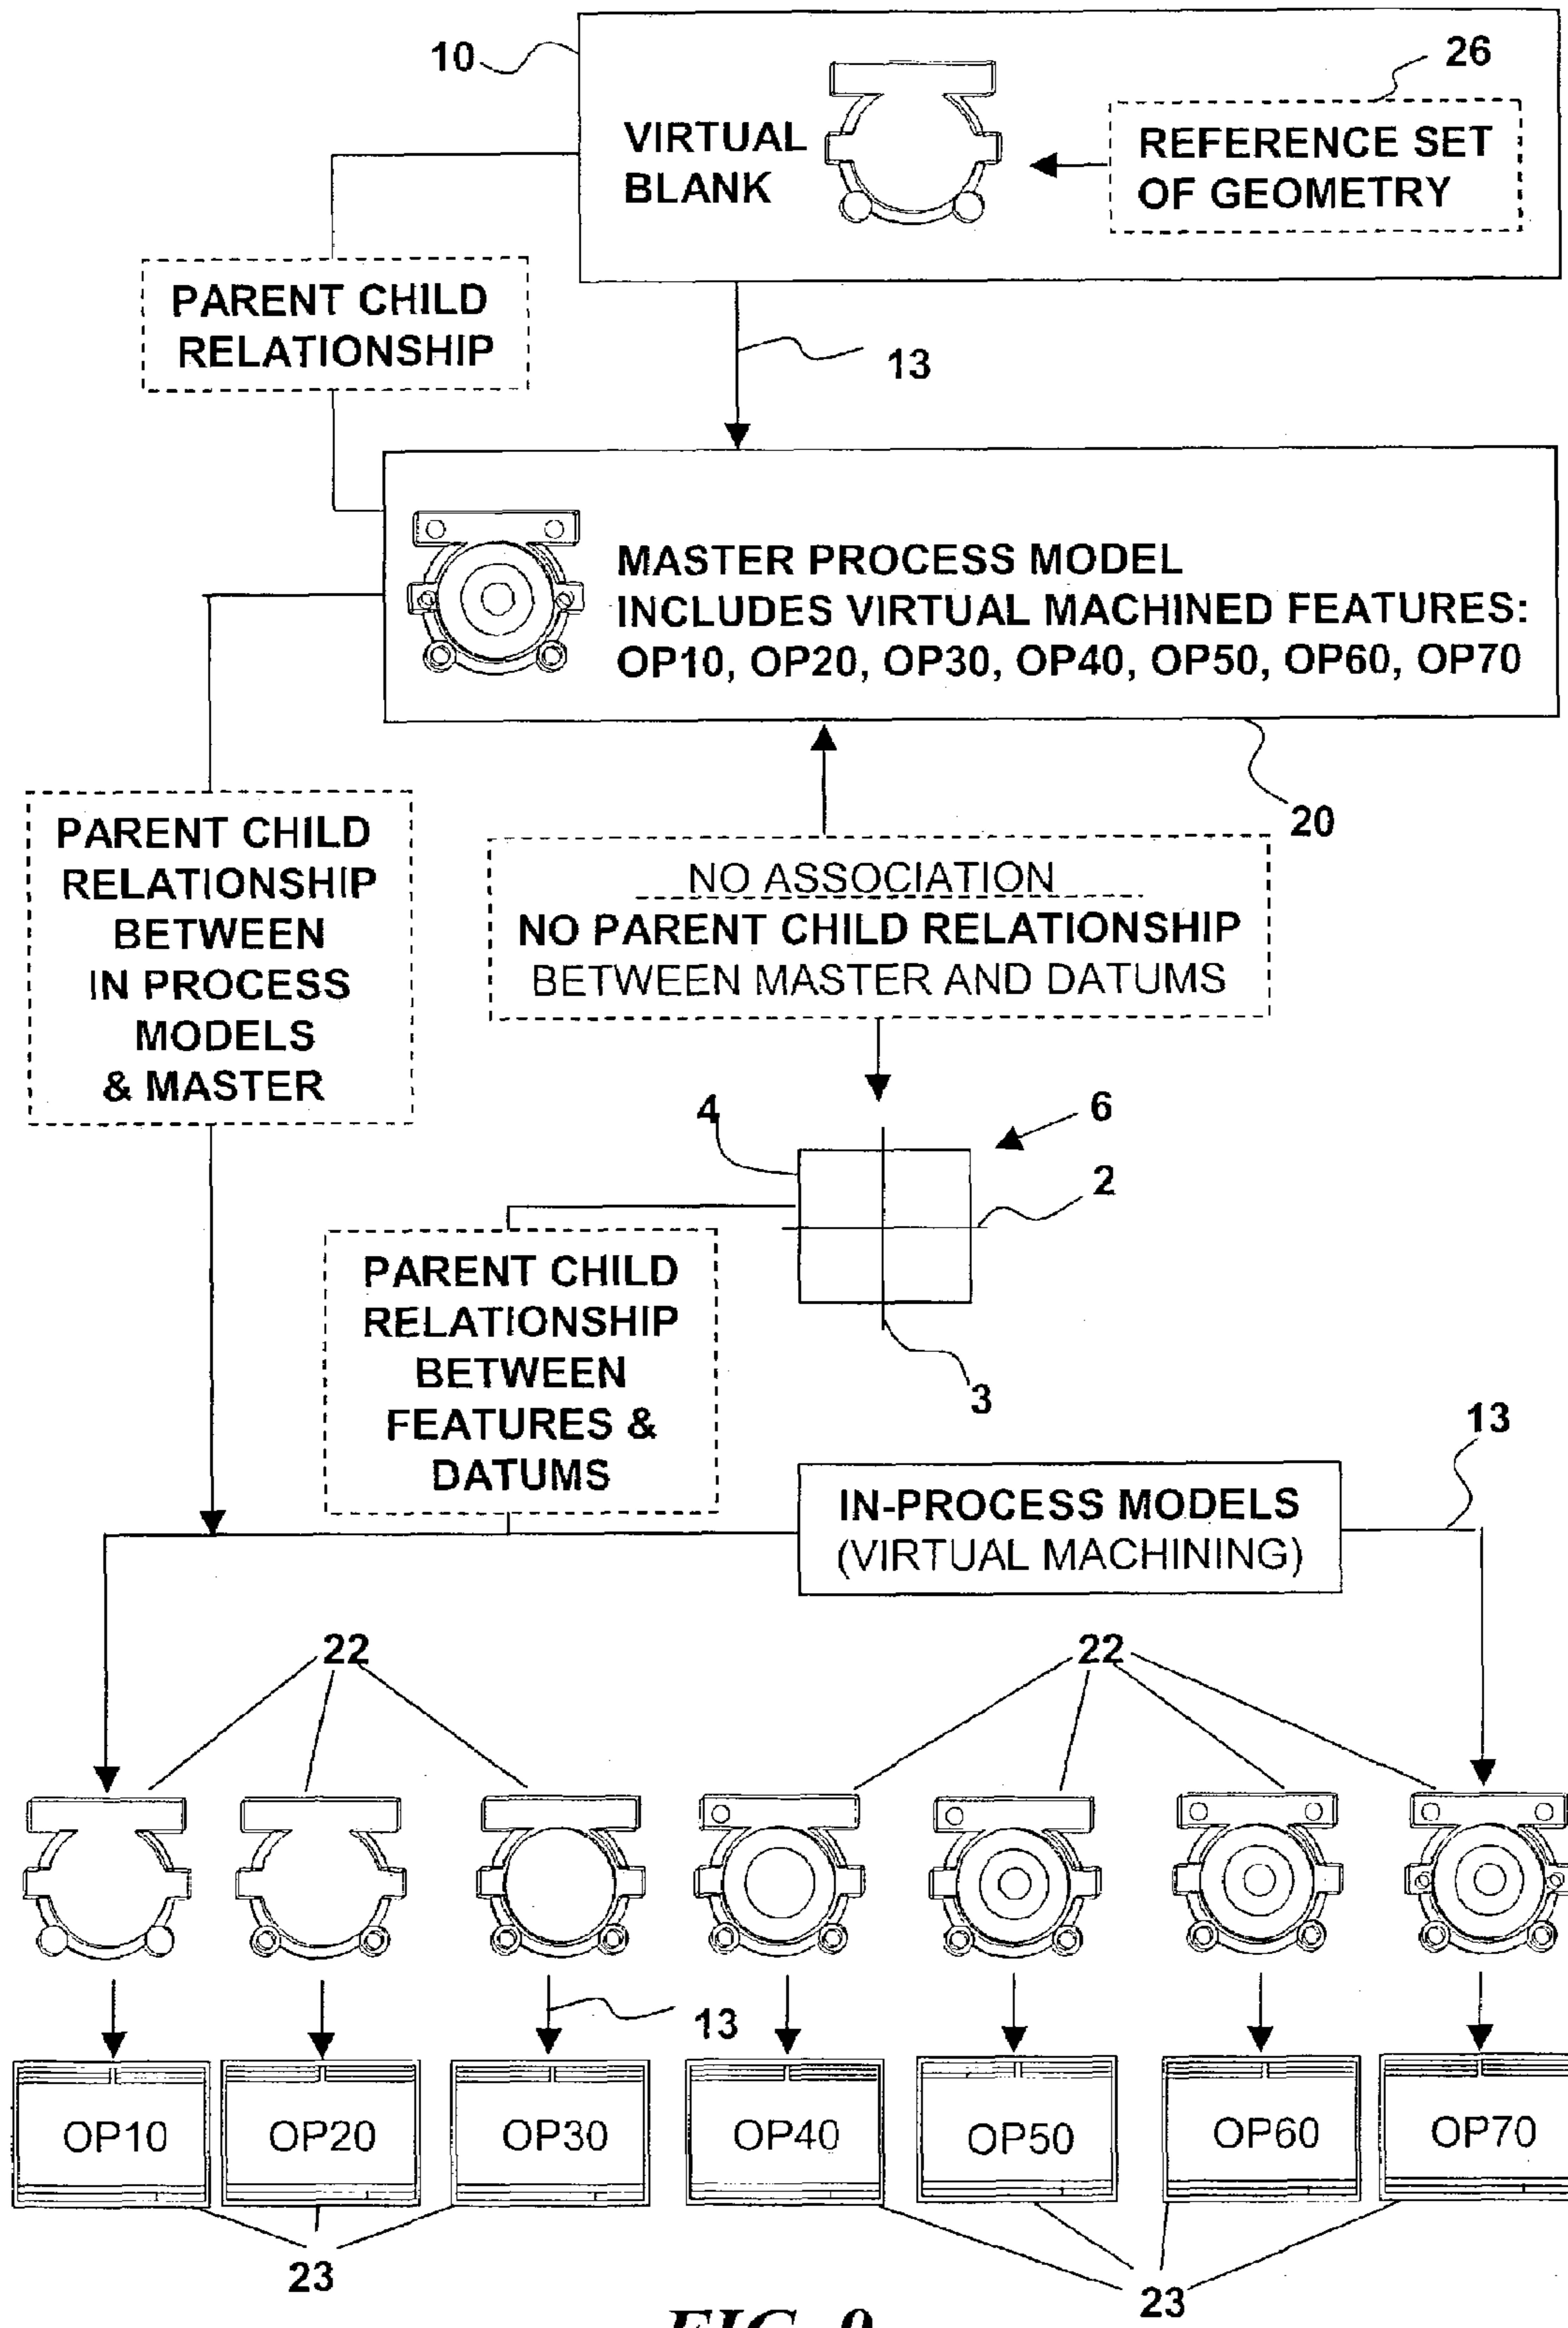 10
26
VIRTUAL
BLANK
REFERENCE SET
OF GEOMETRY
PARENT CHILD
RELATIONSHIP
13
MASTER PROCESS MODEL
INCLUDES VIRTUAL MACHINED FEATURES:
OP10, OP20, OP30, OP40, OP50, OP60, OP70
20
PARENT CHILD
RELATIONSHIP
BETWEEN
IN PROCESS
MODELS
& MASTER
NO ASSOCIATION
NO PARENT CHILD RELATIONSHIP
BETWEEN MASTER AND DATUMS
4
6
2
3
PARENT CHILD
RELATIONSHIP
BETWEEN
FEATURES &
DATUMS
13
IN-PROCESS MODELS
(VIRTUAL MACHINING)
22
22
13
OP10
OP20
OP30
OP40
OP50
OP60
OP70
23
23